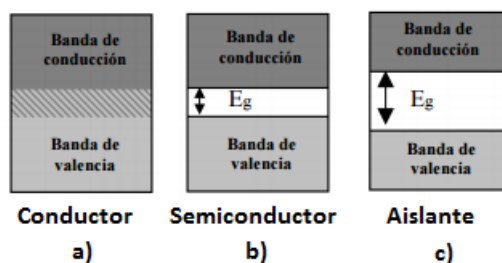 Banda de
conducción
Banda de
valencia
Conductor
a)
Banda de
conducción
Eg
Banda de
valencia
Semiconductor
b)
Banda de
conducción
Eg
Banda de
valencia
Aislante
c)